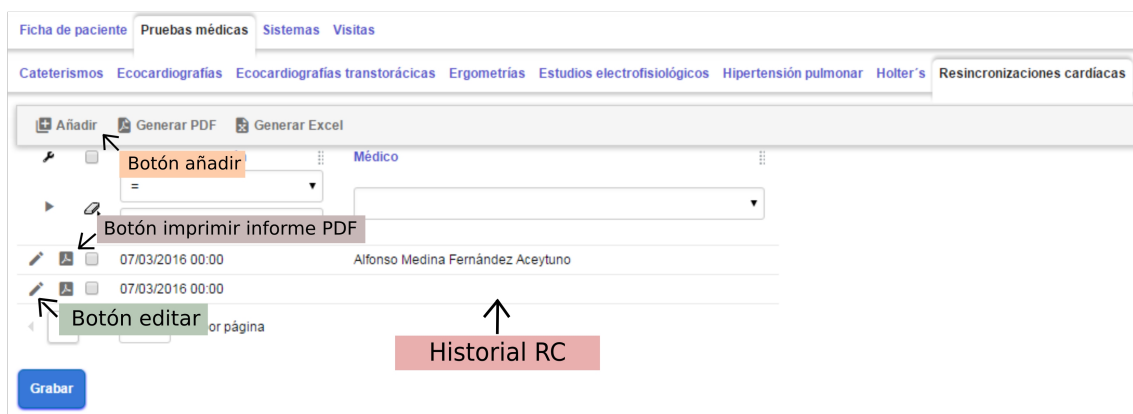 Ficha de paciente Pruebas médicas Sistemas Visitas
Cateterismos Ecocardiografías Ecocardiografías transtorácicas Ergometrías Estudios electrofisiológicos Hipertensión pulmonar Holter´s Resincronizaciones cardíacas
Añadir Generar PDF Generar Excel
Botón añadir Médico
=
Botón imprimir informe PDF
07/03/2016 00:00 Alfonso Medina Fernández Aceytuno
07/03/2016 00:00
Botón editar or página
Historial RC
Grabar